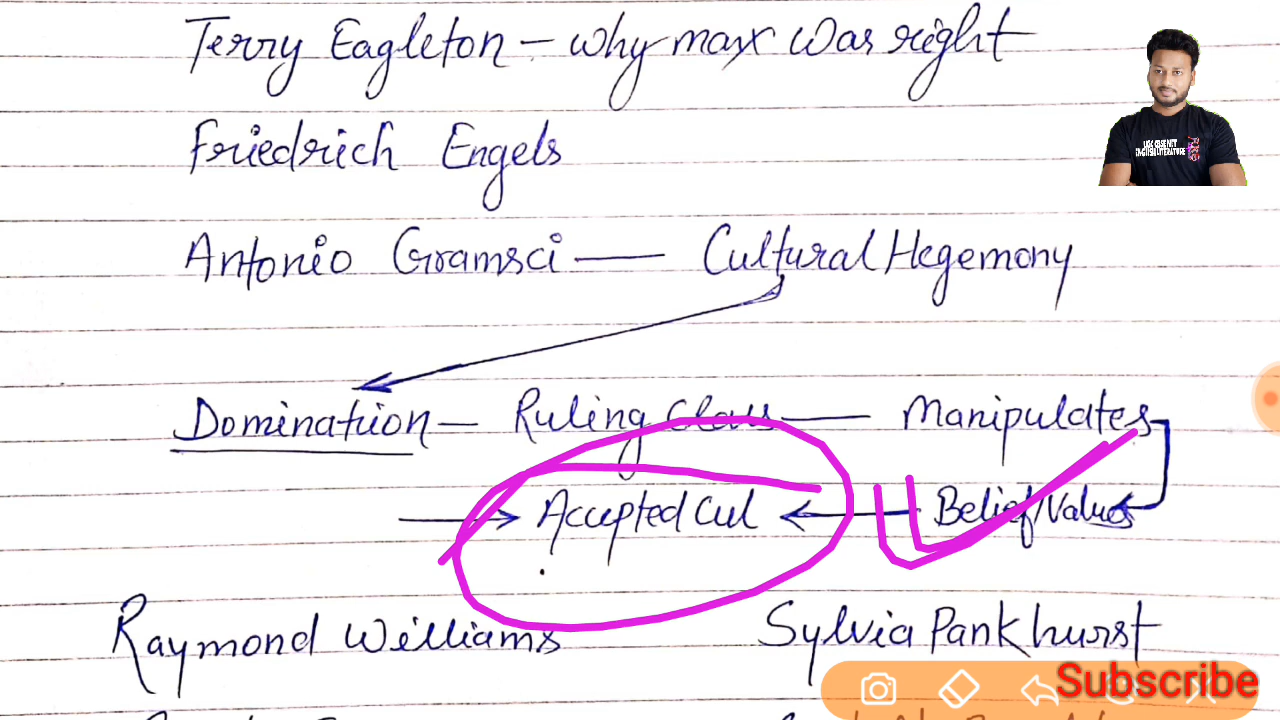 Terry Eagleton – Why marx was right
Friedrich Engels
Antonio Gramsci — Cultural Hegemony
Domination — Ruling Class — Manipulates
Accepted Cul Belief/Values
Raymond Williams Sylvia Pankhurst
Subscribe